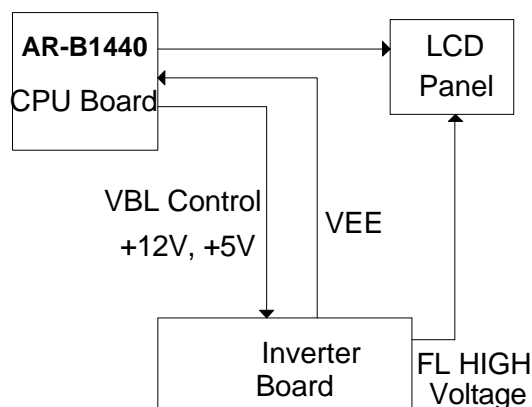 AR-B1440
CPU Board
LCD
Panel
VBL Control
+12V, +5V
VEE
Inverter
Board
FL HIGH
Voltage